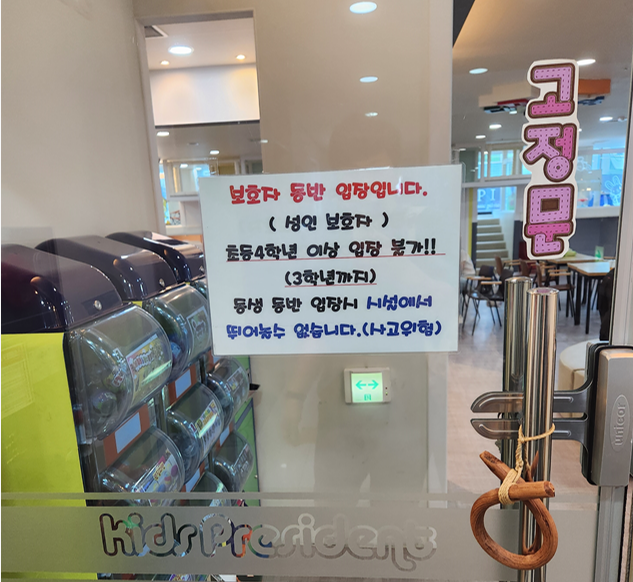 고정문
보호자 동반 입장입니다.
( 성인 보호자 )
초등4학년 이상 입장 불가!!
(3학년까지)
동생 동반 입장시 시설에서
뛰어놀수 없습니다.(사고위험)
unicor
Kids President